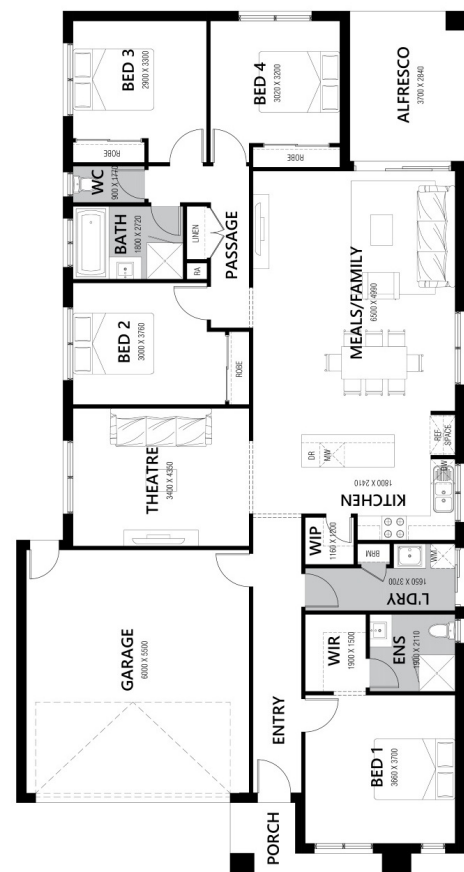 BED 3
2900 X 3300
ROBE
BED 4
3020 X 3200
ROBE
ALFRESCO
3700 X 2840
WC
900 X 1770
BATH
1800 X 2720
LINEN
RA
PASSAGE
MEALS/FAMILY
6500 X 4990
BED 2
3000 X 3760
ROBE
THEATRE
3400 X 4350
DR
MW
REF.
SPACE
DW
KITCHEN
1800 X 2410
WIP
1160 X 1200
BRM
WM
L'DRY
1650 X 3700
GARAGE
6000 X 5500
WIR
1900 X 1500
ENS
1900 X 2110
ENTRY
BED 1
3660 X 3700
PORCH